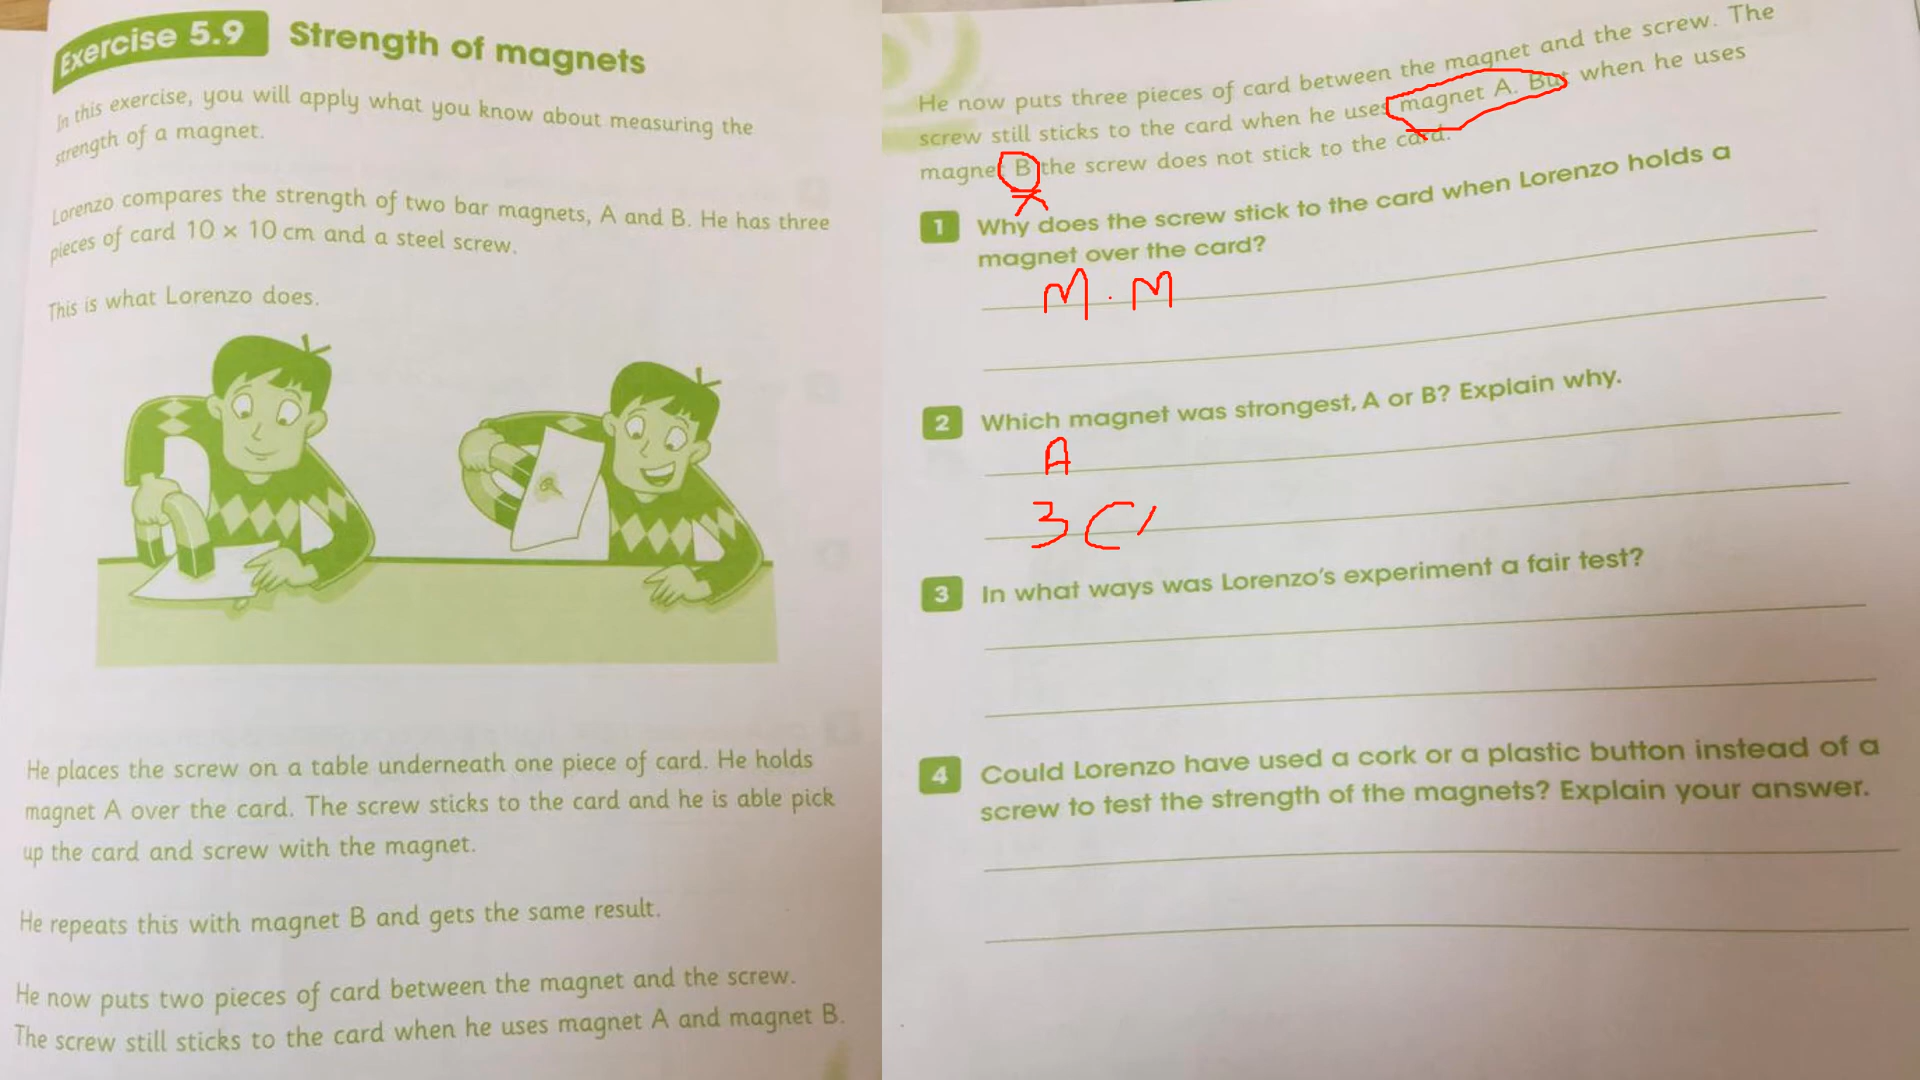 Exercise 5.9 Strength of magnets
In this exercise, you will apply what you know about measuring the
strength of a magnet.
Lorenzo compares the strength of two bar magnets, A and B. He has three
pieces of card 10 × 10 cm and a steel screw.
This is what Lorenzo does.
He places the screw on a table underneath one piece of card. He holds
magnet A over the card. The screw sticks to the card and he is able pick
up the card and screw with the magnet.
He repeats this with magnet B and gets the same result.
He now puts two pieces of card between the magnet and the screw.
The screw still sticks to the card when he uses magnet A and magnet B.
He now puts three pieces of card between the magnet and the screw. The
screw still sticks to the card when he uses magnet A. But when he uses
magnet B the screw does not stick to the card.
1 Why does the screw stick to the card when Lorenzo holds a
magnet over the card?
M. M
2 Which magnet was strongest, A or B? Explain why.
A
3 C
3 In what ways was Lorenzo's experiment a fair test?
4 Could Lorenzo have used a cork or a plastic button instead of a
screw to test the strength of the magnets? Explain your answer.